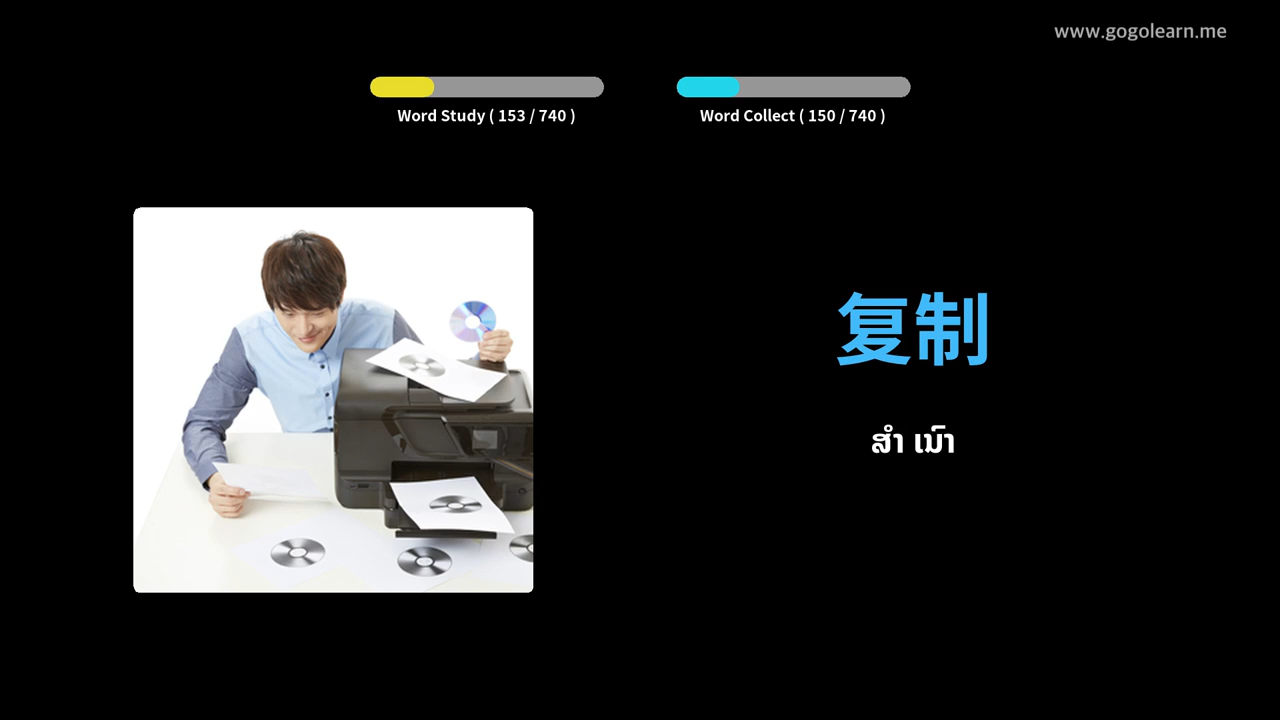 www.gogolearn.me
Word Study ( 153 / 740 )
Word Collect ( 150 / 740 )
复制
ສຳ ເນົາ